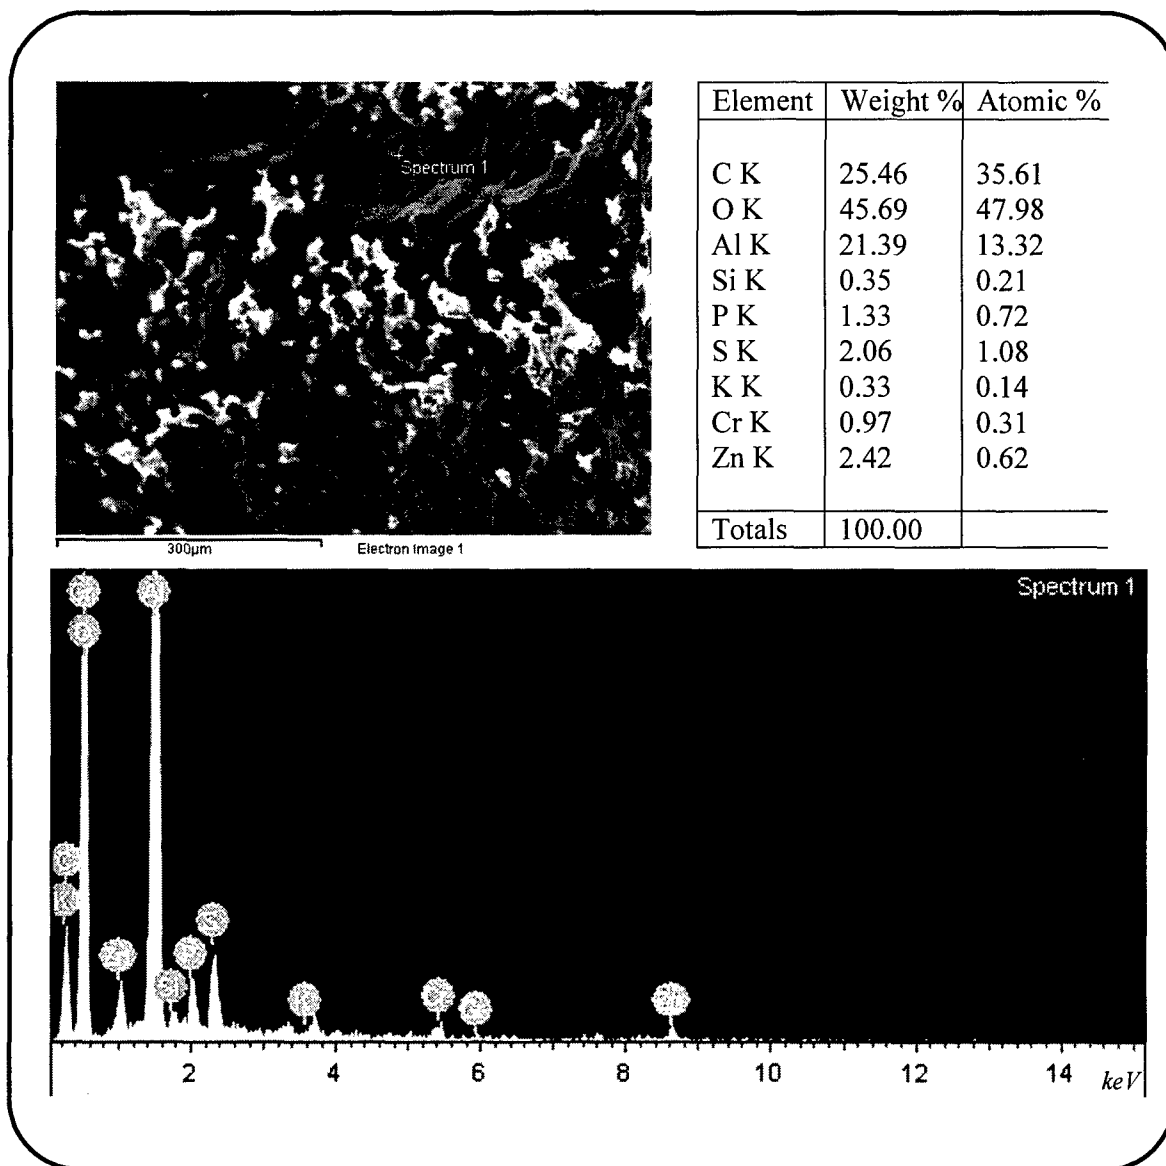 Spectrum 1
300µm
Electron Image 1
Element Weight % Atomic %
C K 25.46 35.61
O K 45.69 47.98
Al K 21.39 13.32
Si K 0.35 0.21
P K 1.33 0.72
S K 2.06 1.08
K K 0.33 0.14
Cr K 0.97 0.31
Zn K 2.42 0.62
Totals 100.00
Spectrum 1
2 4 6 8 10 12 14 keV